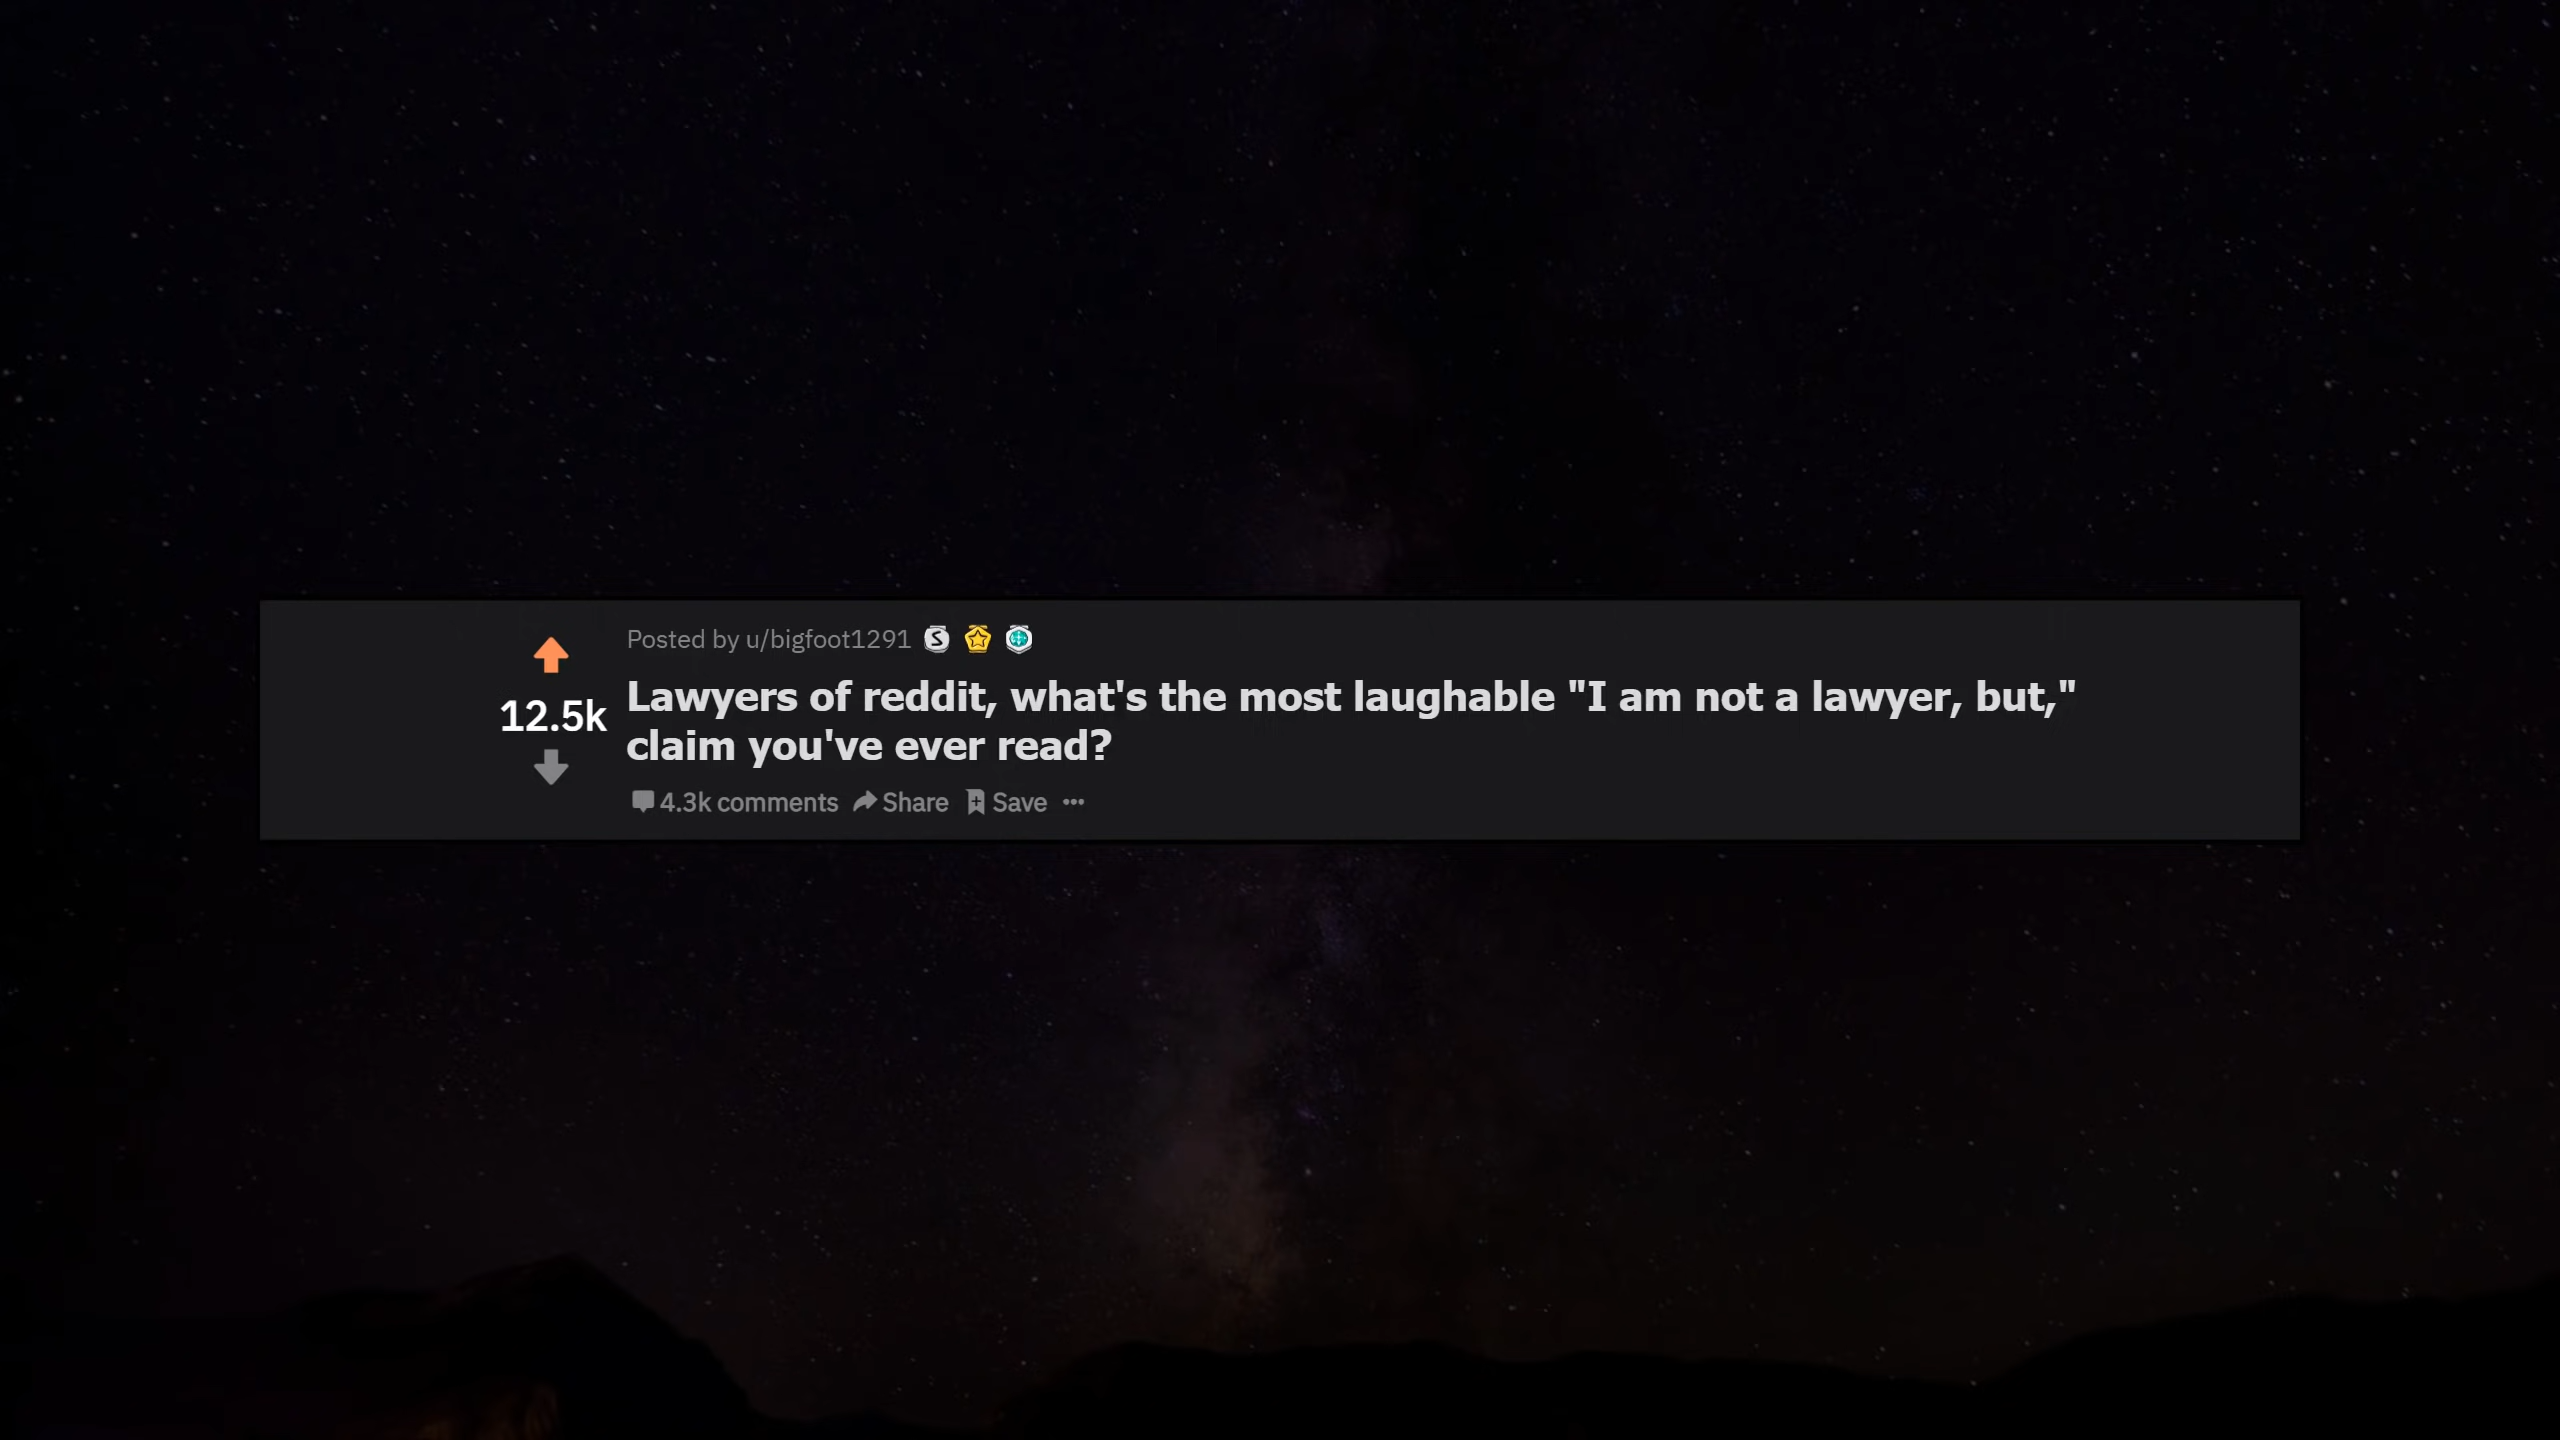 Posted by u/bigfoot1291
12.5k
Lawyers of reddit, what's the most laughable "I am not a lawyer, but,"
claim you've ever read?
4.3k comments Share Save ···